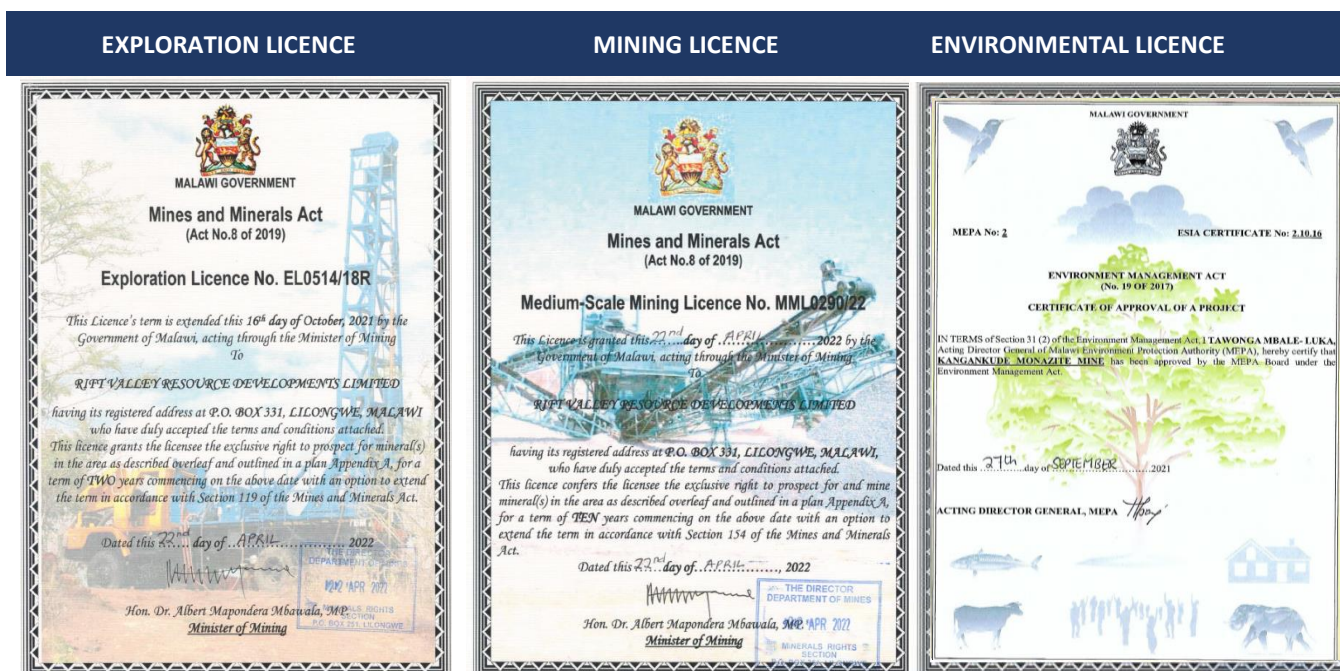 EXPLORATION LICENCE
MINING LICENCE
ENVIRONMENTAL LICENCE
YBM
MALAWI GOVERNMENT
Mines and Minerals Act
(Act No.8 of 2019)
Exploration Licence No. EL0514/18R
This Licence's term is extended this 16th day of October, 2021 by the
Government of Malawi, acting through the Minister of Mining
To
RIFT VALLEY RESOURCE DEVELOPMENTS LIMITED
having its registered address at P.O. BOX 331, LILONGWE, MALAWI
who have duly accepted the terms and conditions attached.
This licence grants the licensee the exclusive right to prospect for mineral(s)
in the area as described overleaf and outlined in a plan Appendix A, for a
term of TWO years commencing on the above date with an option to extend
the term in accordance with Section 119 of the Mines and Minerals Act.
Dated this 22nd day of APRIL 2022
THE DIRECTOR
DEPARTMENT OF MINES
APR 2022
MINERALS RIGHTS
SECTION
P.O. BOX 251, LILONGWE
Hon. Dr. Albert Mapondera Mbawala, MP.
Minister of Mining
MALAWI GOVERNMENT
Mines and Minerals Act
(Act No.8 of 2019)
Medium-Scale Mining Licence No. MML0290/22
This Licence is granted this 22nd day of APRIL 2022 by the
Government of Malawi, acting through the Minister of Mining
To
RIFT VALLEY RESOURCE DEVELOPMENTS LIMITED
having its registered address at P.O. BOX 331, LILONGWE, MALAWI,
who have duly accepted the terms and conditions attached.
This licence confers the licensee the exclusive right to prospect for and mine
mineral(s) in the area as described overleaf and outlined in a plan Appendix A,
for a term of TEN years commencing on the above date with an option to
extend the term in accordance with Section 154 of the Mines and Minerals
Act.
Dated this 22nd day of APRIL, 2022
THE DIRECTOR
DEPARTMENT OF MINES
APR 2022
MINERALS RIGHTS
SECTION
Hon. Dr. Albert Mapondera Mbawala, MP.
Minister of Mining
MALAWI GOVERNMENT
MEPA No: 2
ESIA CERTIFICATE No: 2.10.16
ENVIRONMENT MANAGEMENT ACT
(No. 19 OF 2017)
CERTIFICATE OF APPROVAL OF A PROJECT
IN TERMS of Section 31 (2) of the Environment Management Act, I TAWONGA MBALE- LUKA,
Acting Director General of Malawi Environment Protection Authority (MEPA), hereby certify that
KANGANKUDE MONAZITE MINE has been approved by the MEPA Board under the
Environment Management Act.
Dated this 27th day of SEPTEMBER 2021
ACTING DIRECTOR GENERAL, MEPA